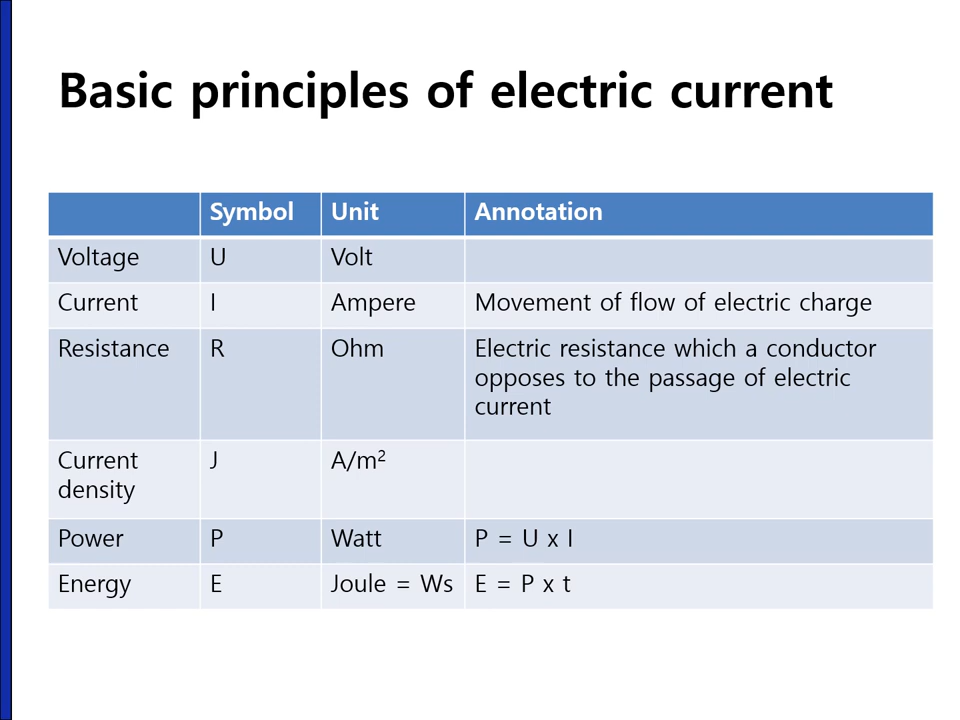 Basic principles of electric current
Symbol Unit Annotation
Voltage U Volt
Current I Ampere Movement of flow of electric charge
Resistance R Ohm Electric resistance which a conductor
opposes to the passage of electric
current
Current J A/m²
density
Power P Watt P = U x I
Energy E Joule = Ws E = P x t